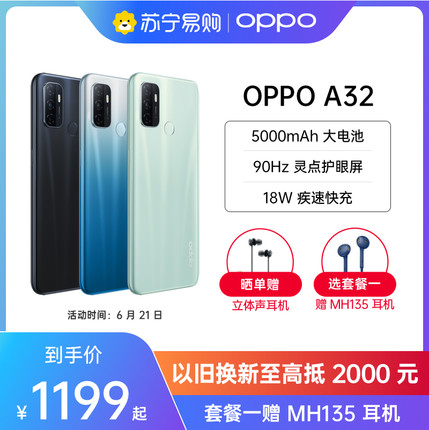 苏宁易购 oppo
OPPO A32
5000mAh 大电池
90Hz 灵点护眼屏
18W 疾速快充
晒单赠
立体声耳机
选套餐一
赠 MH135 耳机
oppo
活动时间：6 月 21 日
到手价
¥1199起
以旧换新至高抵 2000 元
套餐一赠 MH135 耳机